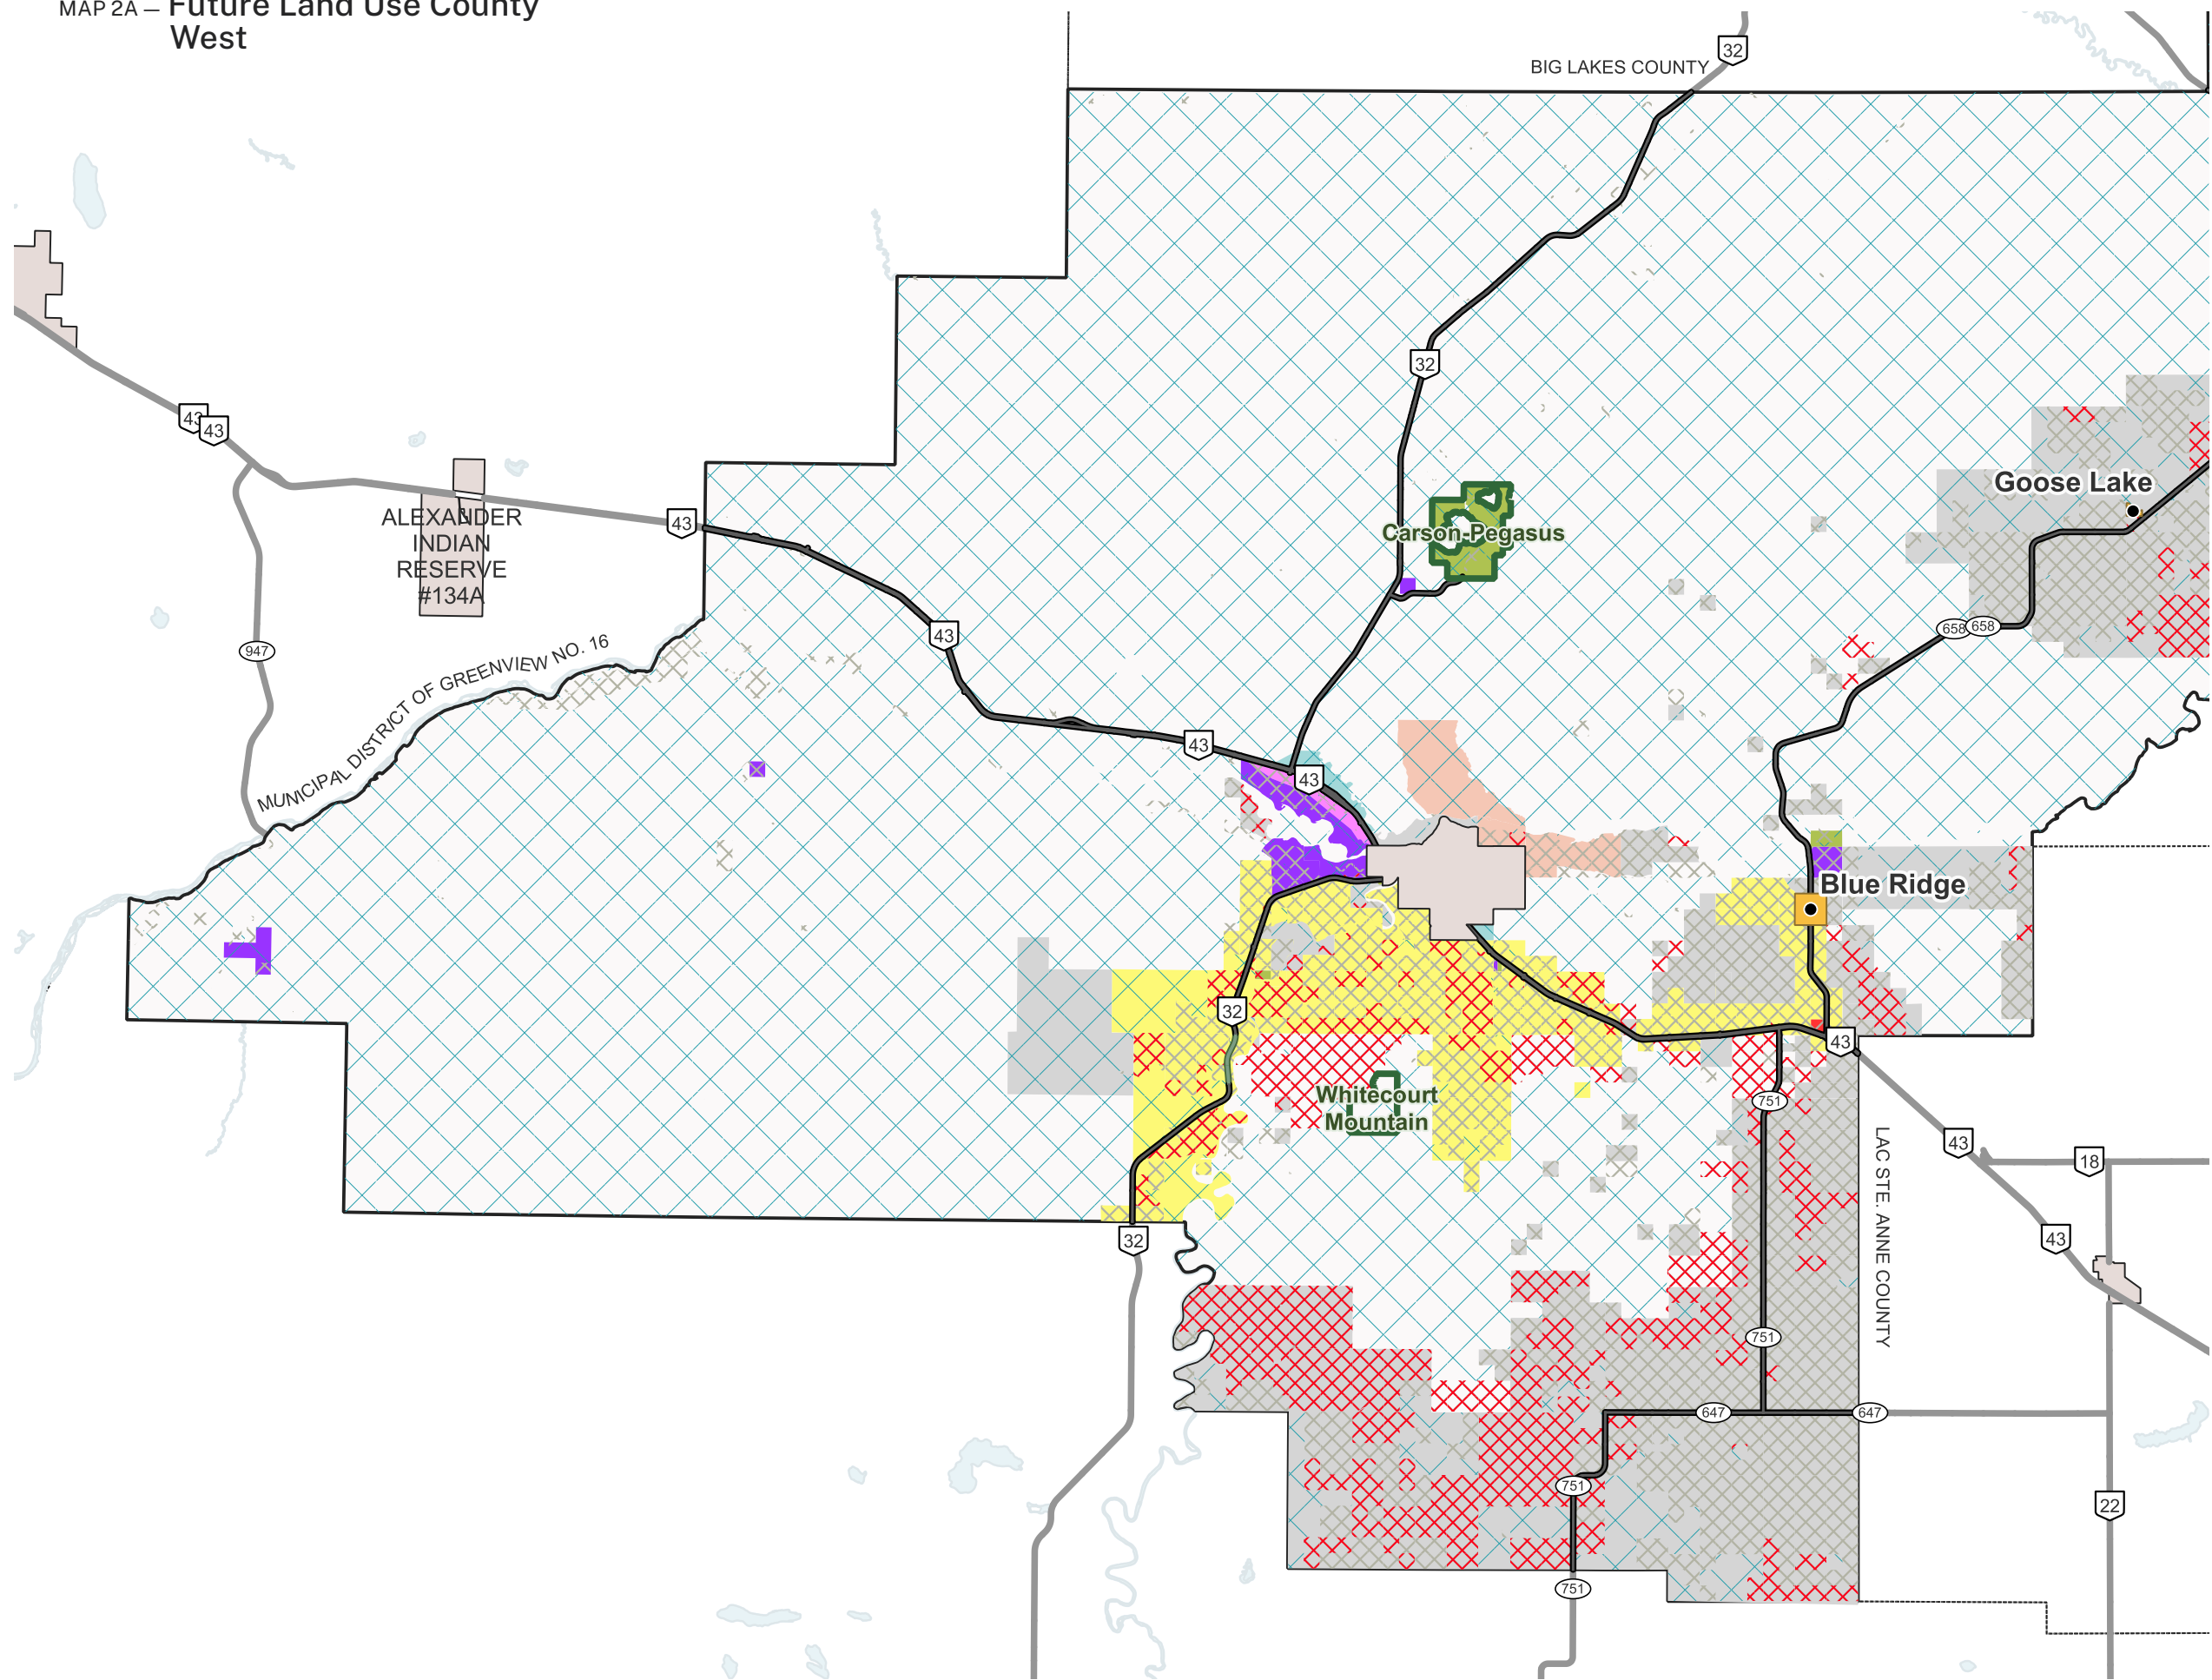 MAP 2A — Future Land Use County
West
BIG LAKES COUNTY
32
32
43
43
ALEXANDER
INDIAN
RESERVE
#134A
43
Goose Lake
Carson-Pegasus
43
658
658
947
MUNICIPAL DISTRICT OF GREENVIEW NO. 16
43
43
Blue Ridge
32
43
Whitecourt
Mountain
751
43
18
LAC STE. ANNE COUNTY
32
43
751
647
647
751
22
751